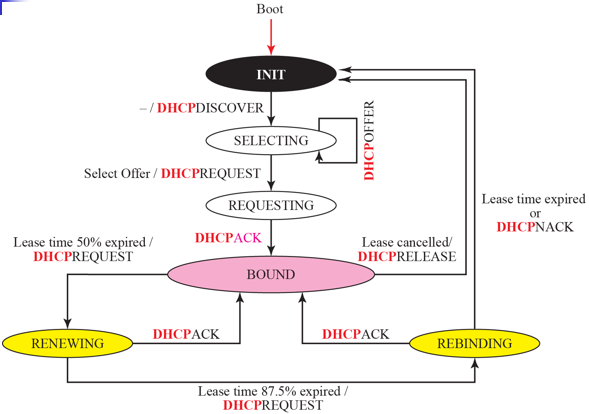 Boot
INIT
– / DHCPDISCOVER
SELECTING
DHCPOFFER
Select Offer / DHCPREQUEST
REQUESTING
Lease time expired
or
DHCPNACK
DHCPACK
Lease time 50% expired /
DHCPREQUEST
Lease cancelled/
DHCPRELEASE
BOUND
RENEWING
DHCPACK
DHCPACK
REBINDING
Lease time 87.5% expired /
DHCPREQUEST